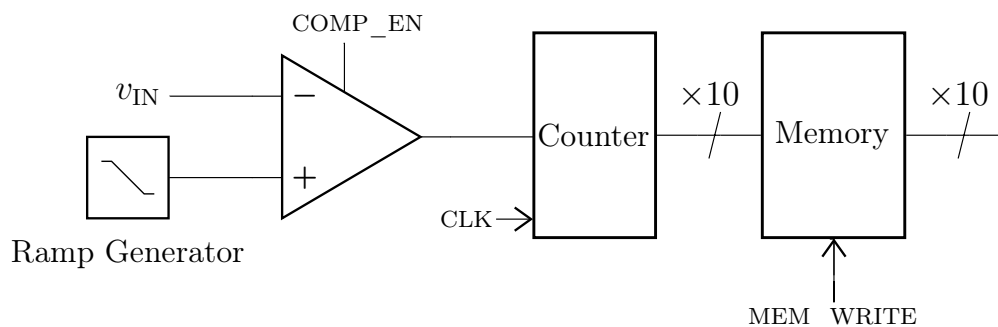 COMP_EN
v_IN
−
+
Ramp Generator
CLK
Counter
×10
Memory
×10
MEM WRITE